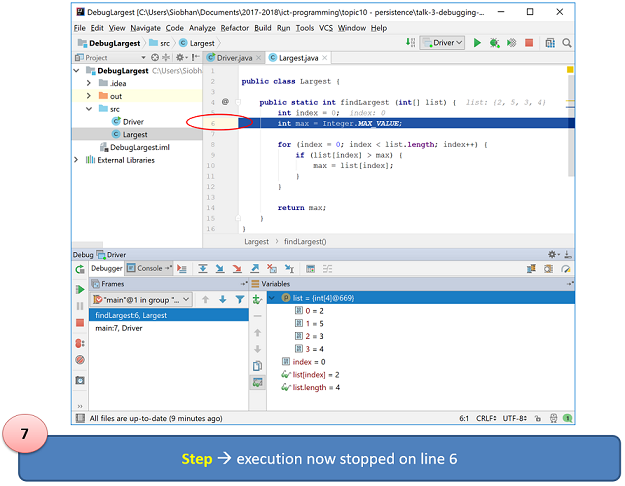 DebugLargest [C:\Users\Siobhan\Documents\2017-2018\ict-programming\topic10 - persistence\talk-3-debugging-...
File Edit View Navigate Code Analyze Refactor Build Run Tools VCS Window Help
DebugLargest src Largest Driver
Project
Driver.java Largest.java
DebugLargest C:\Users\Siobh
.idea
out
src
Driver
Largest
DebugLargest.iml
External Libraries
1
2 public class Largest {
3
4 @ public static int findLargest (int[] list) { list: {2, 5, 3, 4}
5 int index = 0; index: 0
6 int max = Integer.MAX_VALUE;
7
8 for (index = 0; index < list.length; index++) {
9 if (list[index] > max) {
10 max = list[index];
11 }
12 }
13
14 return max;
15 }
16 }
Largest findLargest()
Debug Driver
Debugger Console
Frames Variables
"main"@1 in group "...
findLargest:6, Largest
main:7, Driver
list = {int[4]@669}
0 = 2
1 = 5
2 = 3
3 = 4
index = 0
list[index] = 2
list.length = 4
All files are up-to-date (9 minutes ago) 6:1 CRLF UTF-8 1
7
Step → execution now stopped on line 6